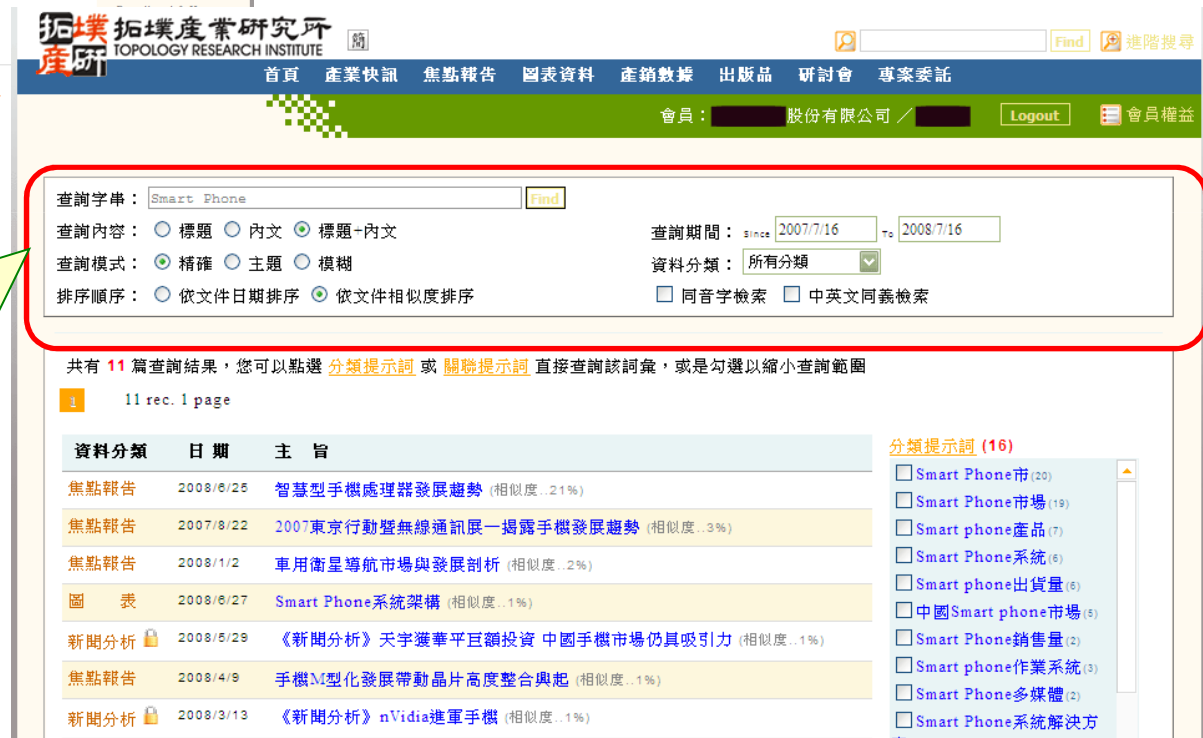 拓墣產研 拓墣產業研究所 簡 Find 進階搜尋
TOPOLOGY RESEARCH INSTITUTE
首頁 產業快訊 焦點報告 圖表資料 產銷數據 出版品 研討會 專案委託
會員： 股份有限公司／ Logout 會員權益
查詢字串： Smart Phone Find
查詢內容： 標題 內文 標題+內文 查詢期間： since 2007/7/16 To 2008/7/16
查詢模式： 精確 主題 模糊 資料分類： 所有分類
排序順序： 依文件日期排序 依文件相似度排序 同音字檢索 中英文同義檢索
共有 11 篇查詢結果，您可以點選 分類提示詞 或 關聯提示詞 直接查詢該詞彙，或是勾選以縮小查詢範圍
1 11 rec. 1 page
資料分類 日 期 主 旨
焦點報告 2008/6/25 智慧型手機處理器發展趨勢 (相似度..21%)
焦點報告 2007/8/22 2007東京行動暨無線通訊展－揭露手機發展趨勢 (相似度..3%)
焦點報告 2008/1/2 車用衛星導航市場與發展剖析 (相似度..2%)
圖 表 2008/6/27 Smart Phone系統架構 (相似度..1%)
新聞分析 2008/5/29 《新聞分析》天宇獲華平巨額投資 中國手機市場仍具吸引力 (相似度..1%)
焦點報告 2008/4/9 手機M型化發展帶動晶片高度整合興起 (相似度..1%)
新聞分析 2008/3/13 《新聞分析》nVidia進軍手機 (相似度..1%)
分類提示詞 (16)
Smart Phone市(20)
Smart Phone市場(19)
Smart phone產品(7)
Smart Phone系統(6)
Smart phone出貨量(6)
中國Smart phone市場(5)
Smart Phone銷售量(2)
Smart phone作業系統(3)
Smart Phone多媒體(2)
Smart Phone系統解決方